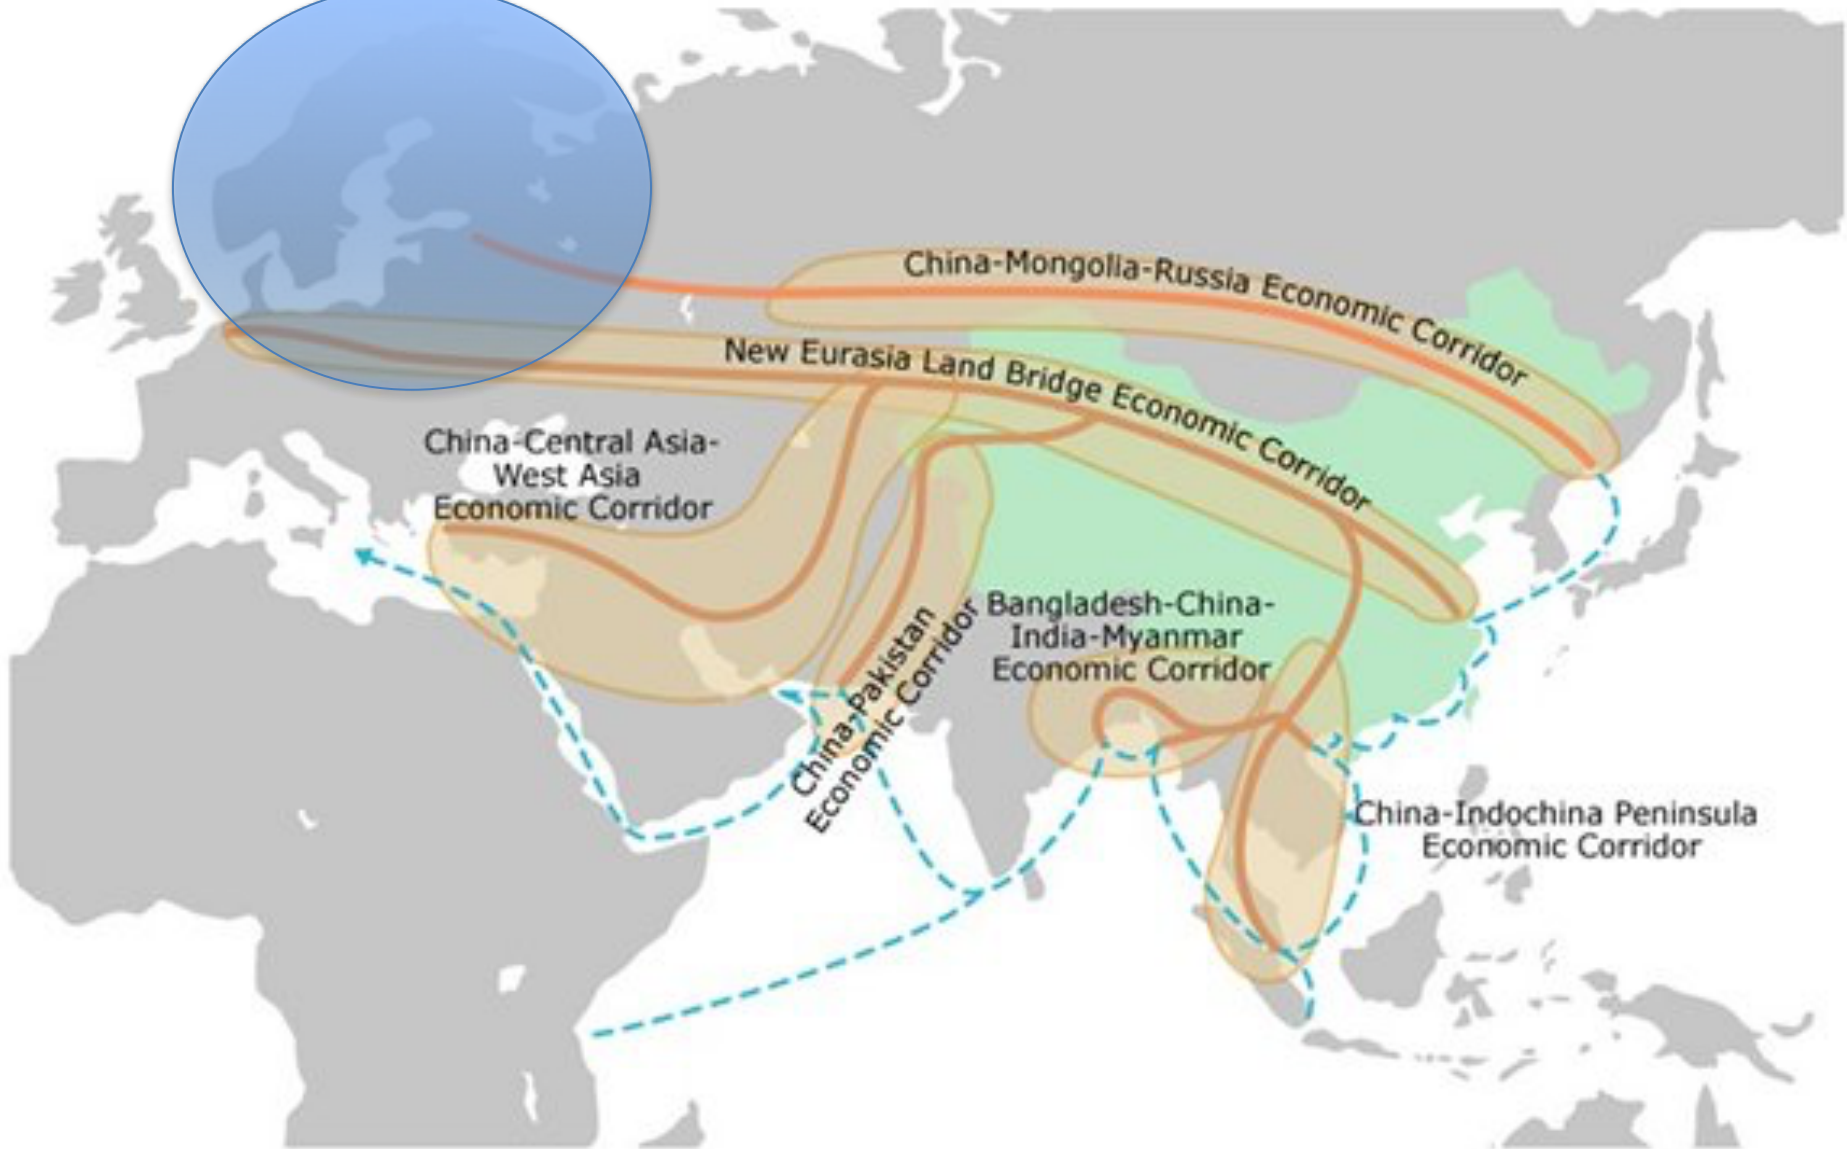 China-Mongolia-Russia Economic Corridor
New Eurasia Land Bridge Economic Corridor
China-Central Asia-
West Asia
Economic Corridor
China-Pakistan
Economic Corridor
Bangladesh-China-
India-Myanmar
Economic Corridor
China-Indochina Peninsula
Economic Corridor